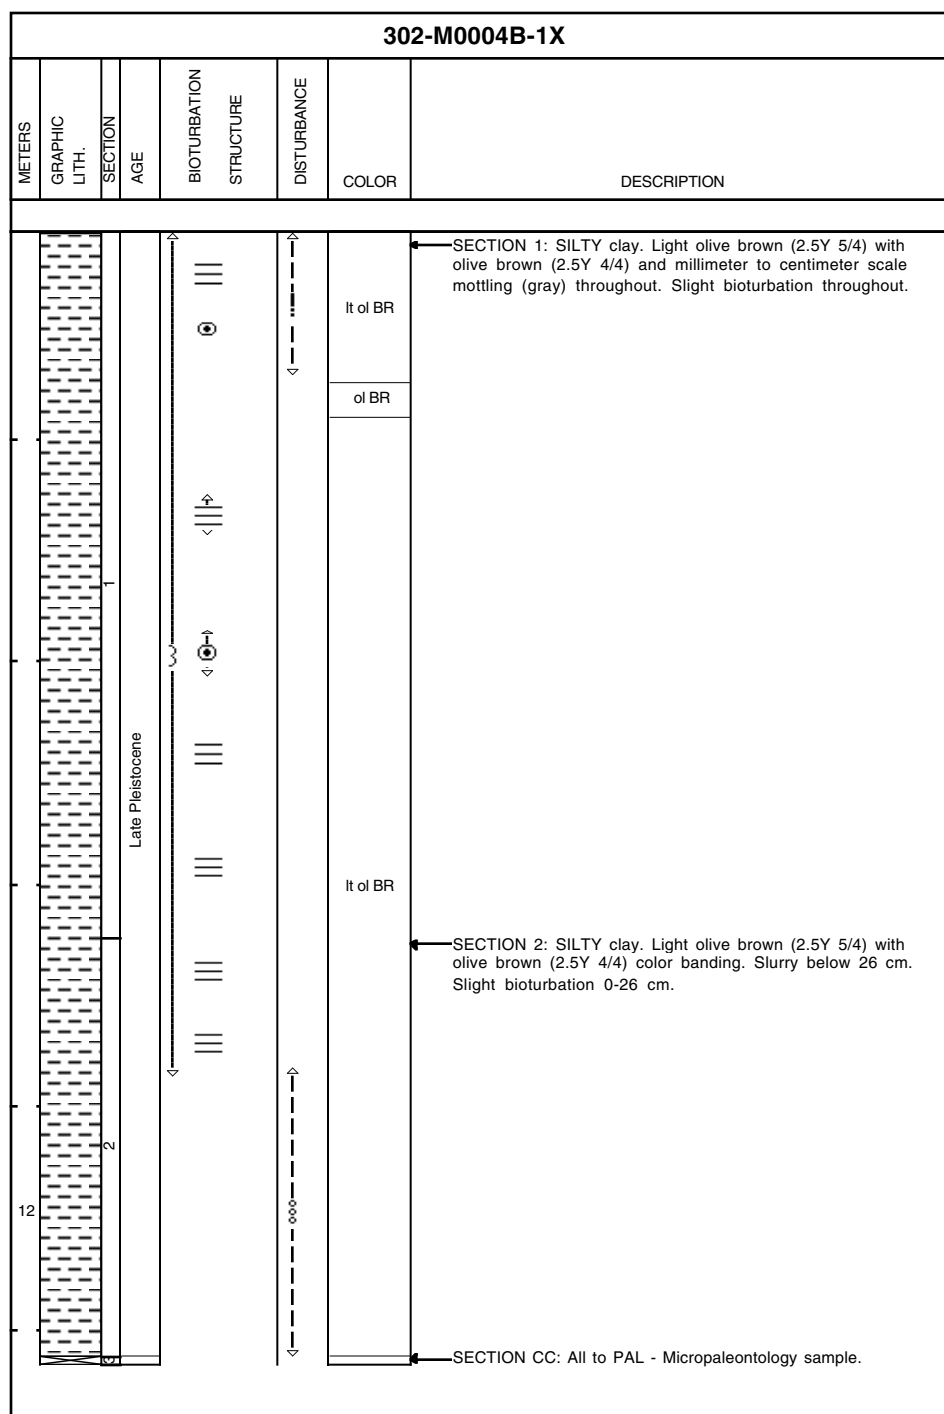 302-M0004B-1X
METERS
GRAPHIC
LITH.
SECTION
AGE
BIOTURBATION
STRUCTURE
DISTURBANCE
COLOR
DESCRIPTION
SECTION 1: SILTY clay. Light olive brown (2.5Y 5/4) with
olive brown (2.5Y 4/4) and millimeter to centimeter scale
mottling (gray) throughout. Slight bioturbation throughout.
lt ol BR
ol BR
1
Late Pleistocene
lt ol BR
SECTION 2: SILTY clay. Light olive brown (2.5Y 5/4) with
olive brown (2.5Y 4/4) color banding. Slurry below 26 cm.
Slight bioturbation 0-26 cm.
2
12
3
SECTION CC: All to PAL - Micropaleontology sample.